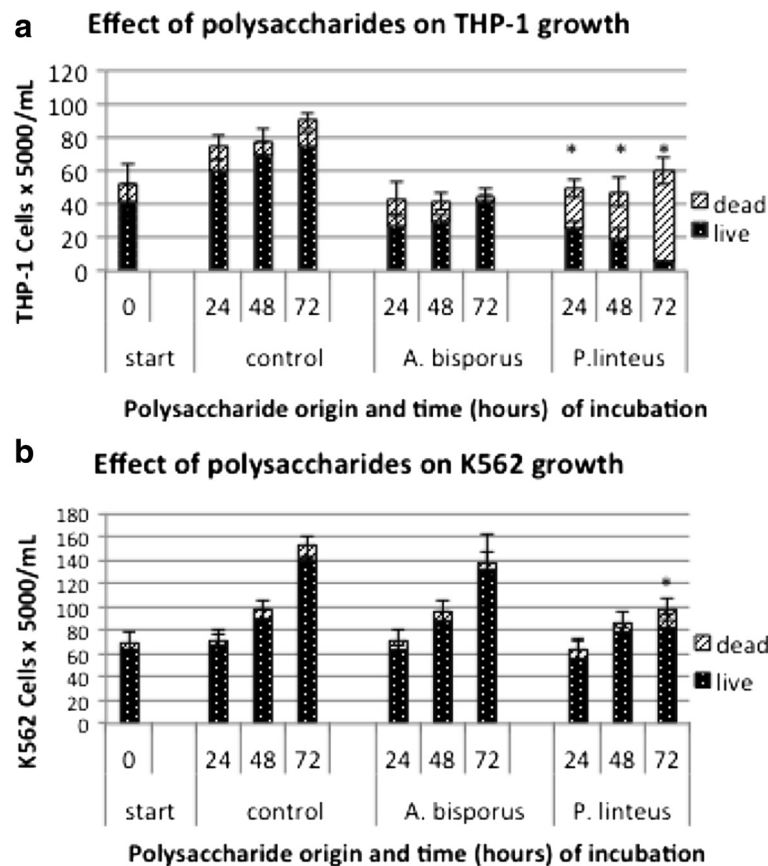 a
Effect of polysaccharides on THP-1 growth
120
100
80
60
40
20
0
THP-1 Cells x 5000/mL
* * *
dead
live
0 24 48 72 24 48 72 24 48 72
start control A. bisporus P.linteus
Polysaccharide origin and time (hours) of incubation
b
Effect of polysaccharides on K562 growth
180
160
140
120
100
80
60
40
20
0
K562 Cells x 5000/mL
*
dead
live
0 24 48 72 24 48 72 24 48 72
start control A. bisporus P. linteus
Polysaccharide origin and time (hours) of incubation